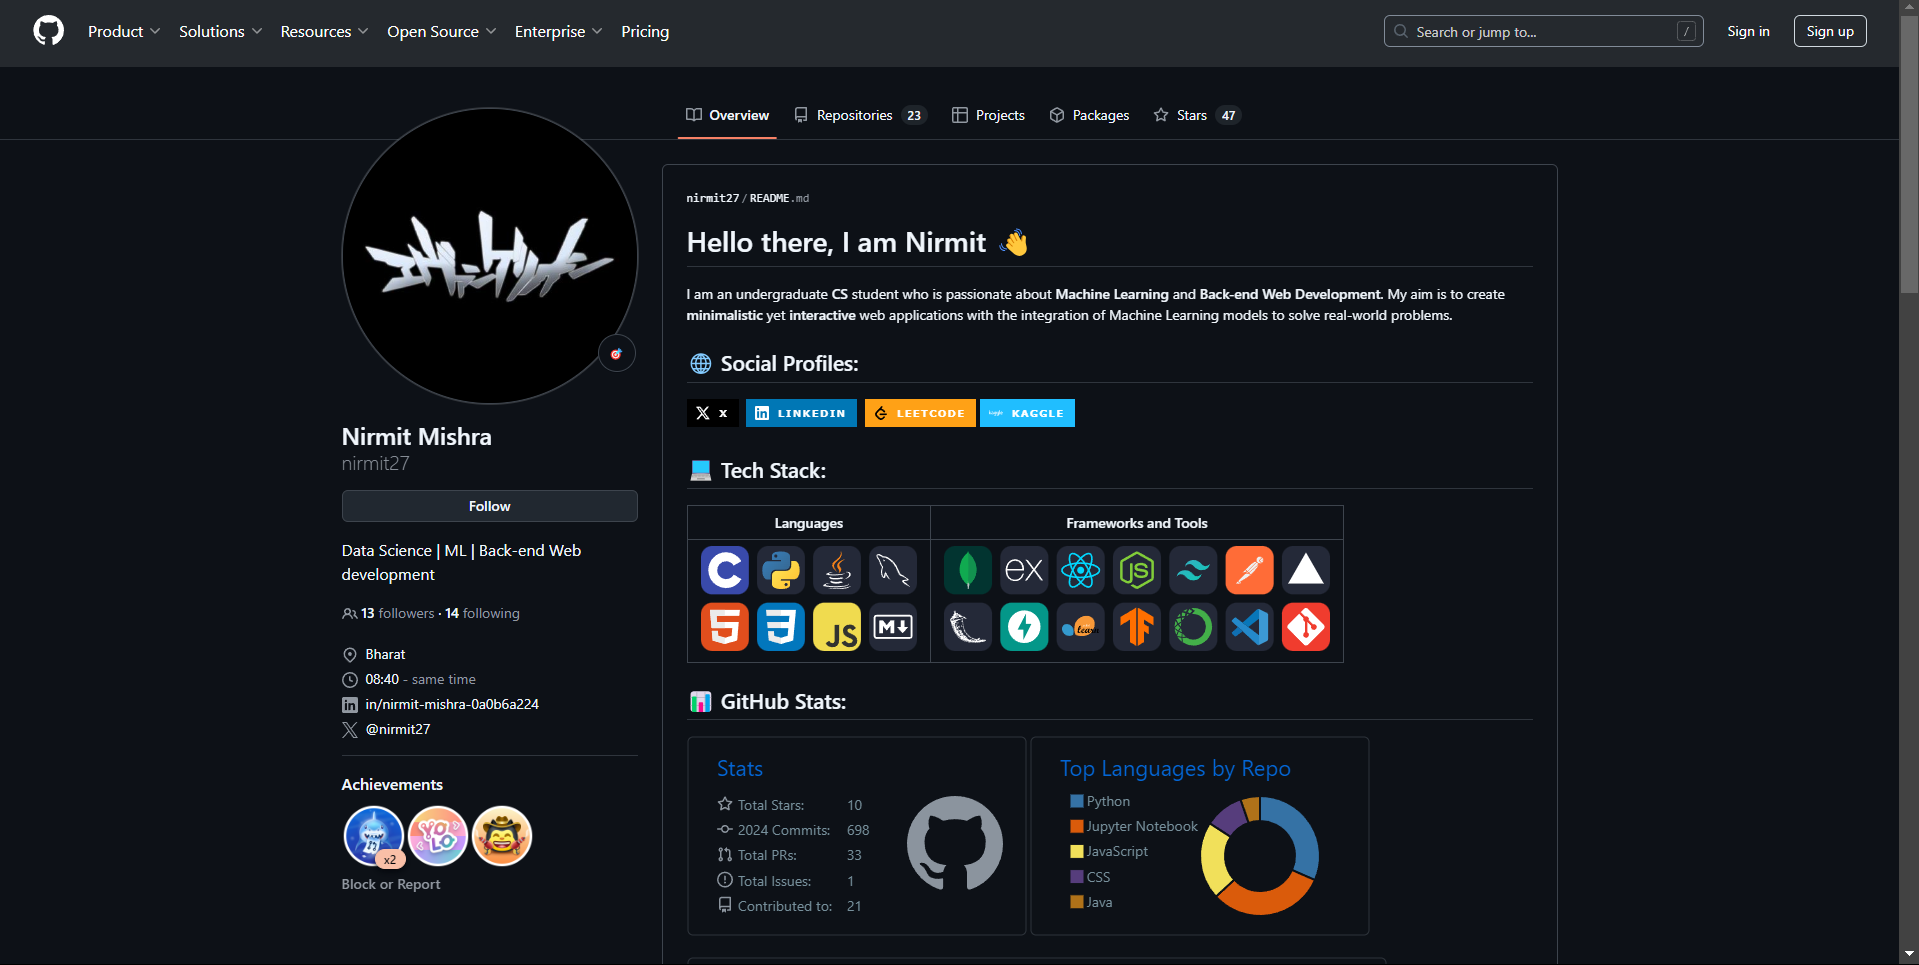 Product Solutions Resources Open Source Enterprise Pricing Search or jump to... / Sign in Sign up
Overview Repositories 23 Projects Packages Stars 47
Nirmit Mishra
nirmit27
Follow
Data Science | ML | Back-end Web
development
13 followers · 14 following
Bharat
08:40 - same time
in/nirmit-mishra-0a0b6a224
@nirmit27
Achievements
YOLO
x2
Block or Report
nirmit27/README.md
Hello there, I am Nirmit 👋
I am an undergraduate CS student who is passionate about Machine Learning and Back-end Web Development. My aim is to create
minimalistic yet interactive web applications with the integration of Machine Learning models to solve real-world problems.
🌐 Social Profiles:
X LINKEDIN LEETCODE kaggle KAGGLE
💻 Tech Stack:
Languages Frameworks and Tools
C ex JS
JS M learn
📊 GitHub Stats:
Stats
Total Stars: 10
2024 Commits: 698
Total PRs: 33
Total Issues: 1
Contributed to: 21
Top Languages by Repo
Python
Jupyter Notebook
JavaScript
CSS
Java